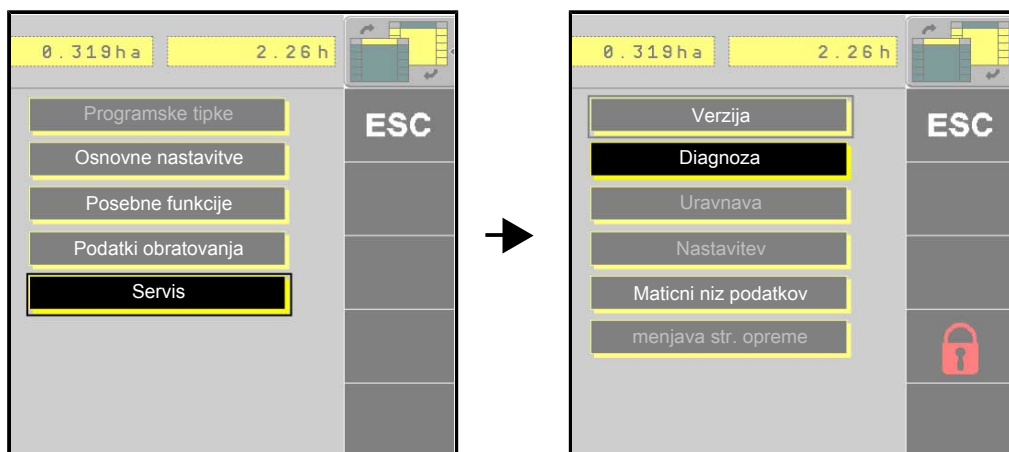 0.319ha 2.26h
Programske tipke
ESC
Osnovne nastavitve
Posebne funkcije
Podatki obratovanja
Servis
0.319ha 2.26h
Verzija
ESC
Diagnoza
Uravnava
Nastavitev
Maticni niz podatkov
menjava str. opreme